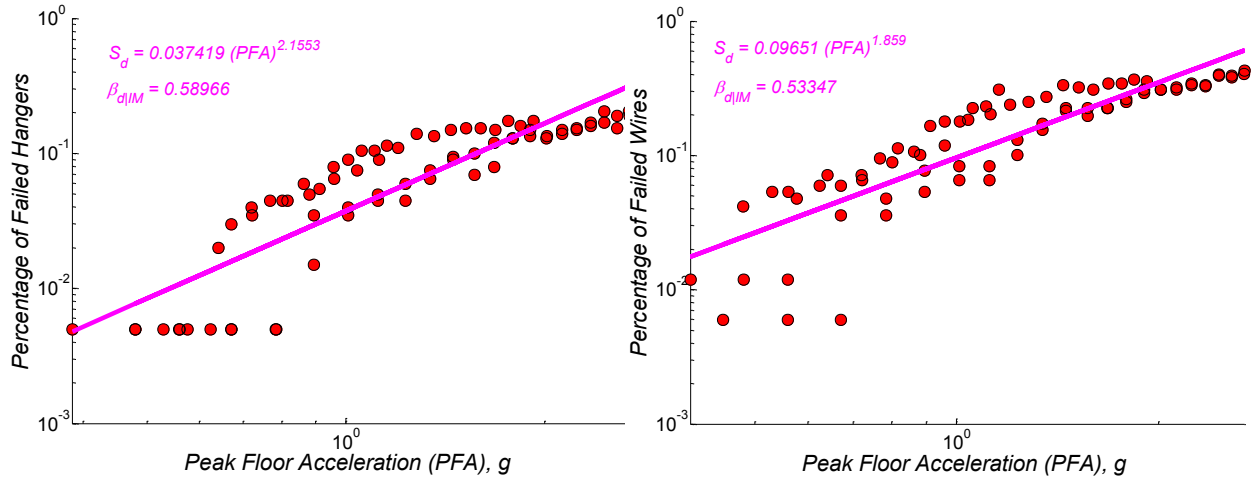 10^0
S_d = 0.037419 (PFA)^2.1553
β_d|IM = 0.58966
10^-1
10^-2
10^-3
Percentage of Failed Hangers
10^0
Peak Floor Acceleration (PFA), g
10^0
S_d = 0.09651 (PFA)^1.859
β_d|IM = 0.53347
10^-1
10^-2
10^-3
Percentage of Failed Wires
10^0
Peak Floor Acceleration (PFA), g